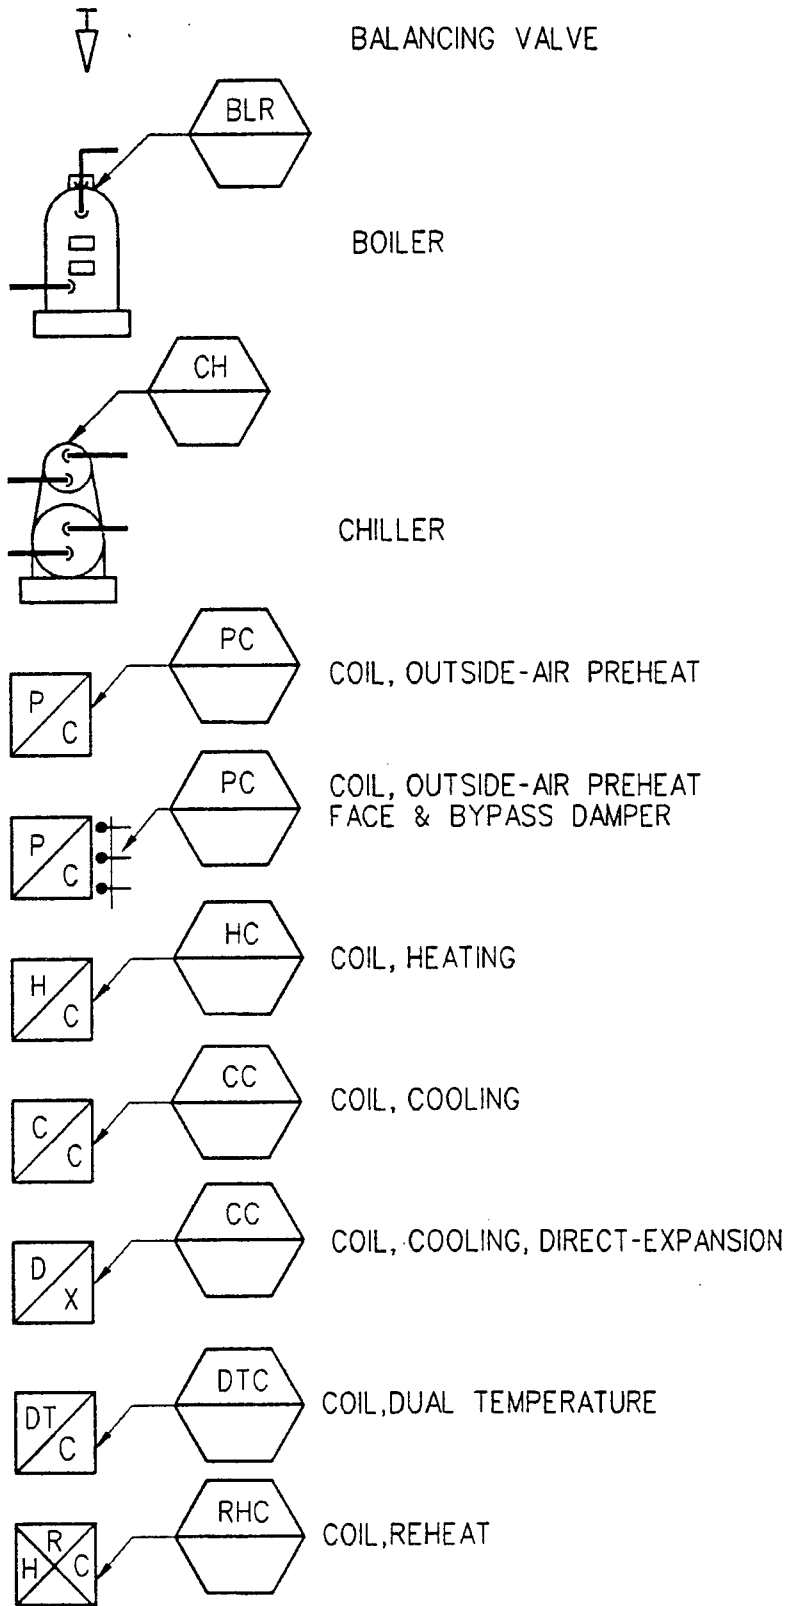 BALANCING VALVE
BLR
BOILER
CH
CHILLER
PC
COIL, OUTSIDE-AIR PREHEAT
P
C
PC
COIL, OUTSIDE-AIR PREHEAT
FACE & BYPASS DAMPER
P
C
HC
COIL, HEATING
H
C
CC
COIL, COOLING
C
C
CC
COIL, COOLING, DIRECT-EXPANSION
D
X
DTC
COIL,DUAL TEMPERATURE
DT
C
RHC
COIL,REHEAT
R
H C